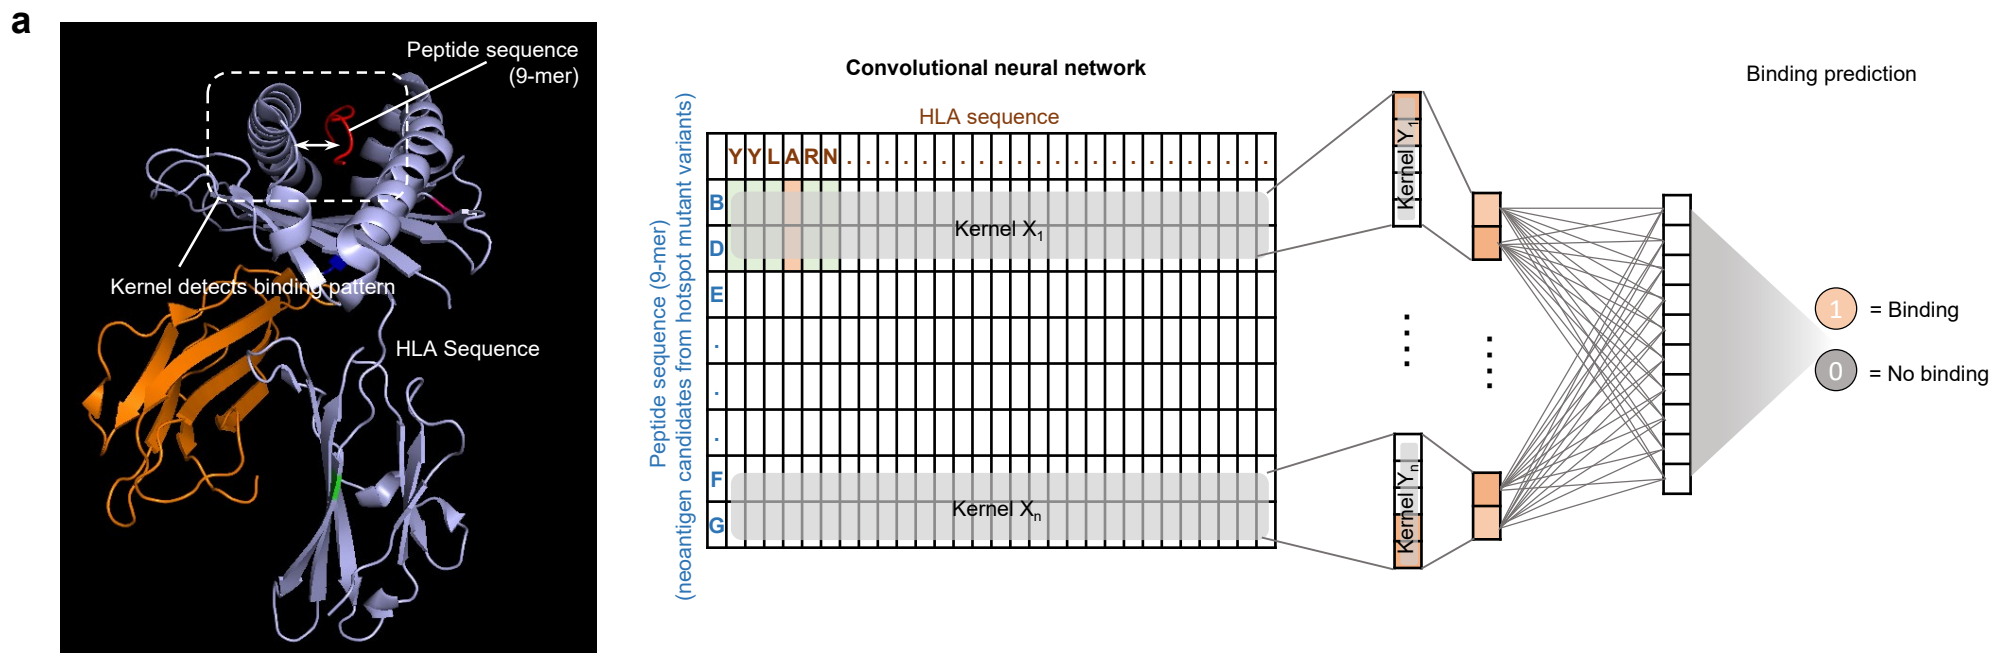 a
Peptide sequence
(9-mer)
Kernel detects binding pattern
HLA Sequence
Convolutional neural network
HLA sequence
Peptide sequence (9-mer)
(neoantigen candidates from hotspot mutant variants)
Y Y L A R N . . . . . . . . . . . . . . . . . . . . . . .
B
D
E
.
.
.
F
G
Kernel X₁
Kernel Xₙ
Kernel Y₁
Kernel Yₙ
Binding prediction
1 = Binding
0 = No binding